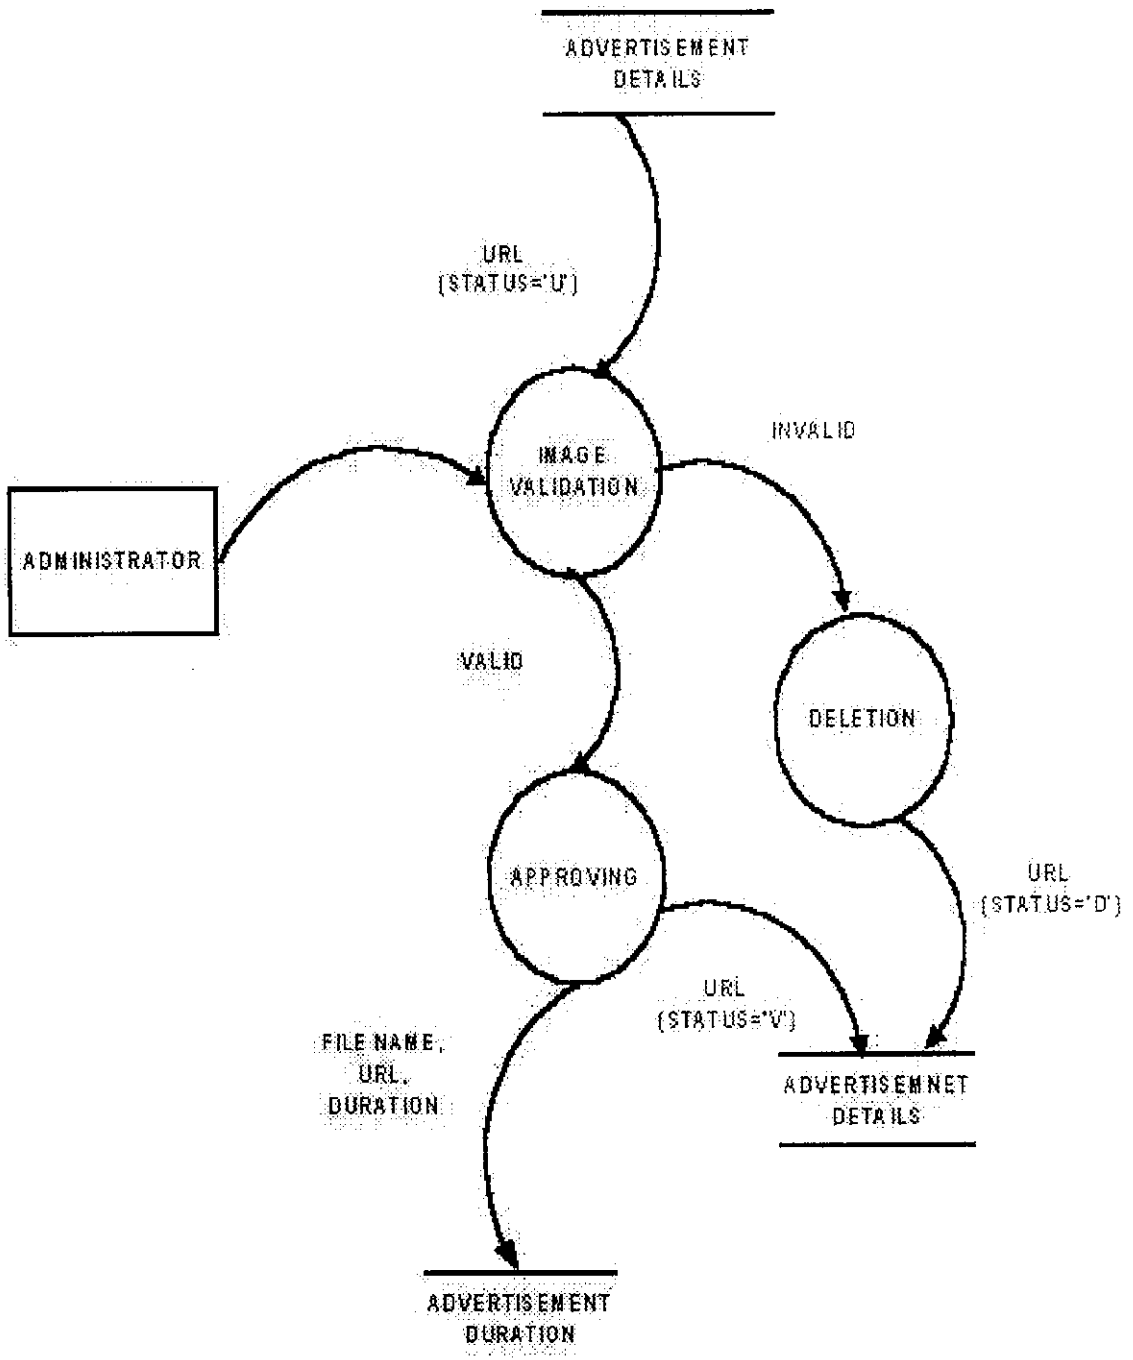 ADVERTISEMENT
DETAILS
URL
(STATUS='U')
IMAGE
VALIDATION
INVALID
ADMINISTRATOR
VALID
DELETION
APPROVING
URL
(STATUS='D')
URL
(STATUS='V')
FILE NAME,
URL,
DURATION
ADVERTISEMNET
DETAILS
ADVERTISEMENT
DURATION